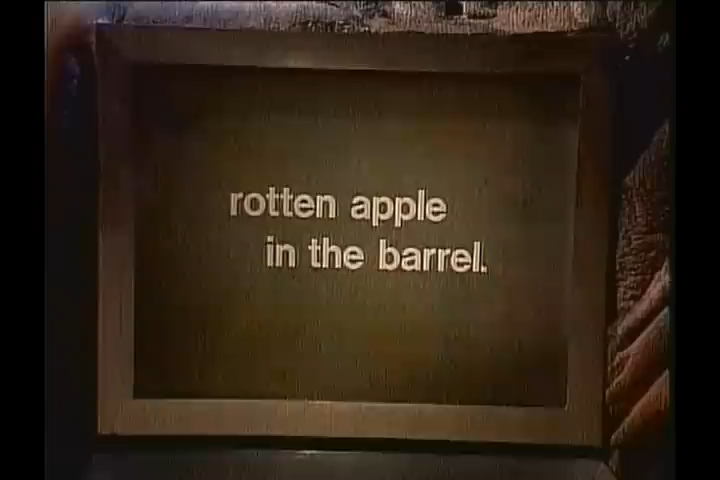 rotten apple
in the barrel.